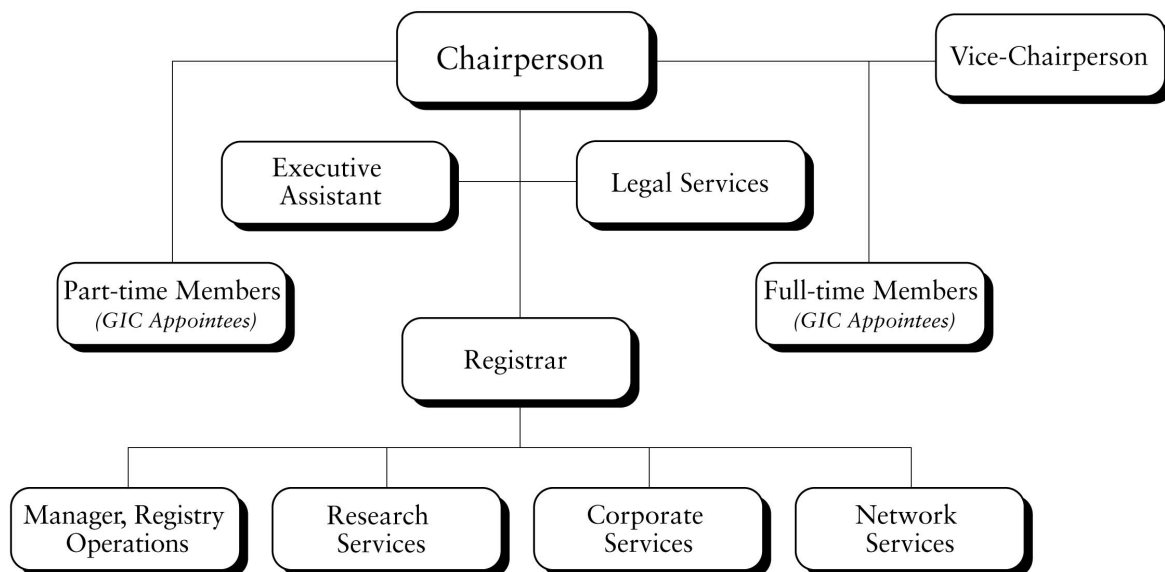 Chairperson
Vice-Chairperson
Executive
Assistant
Legal Services
Part-time Members
(GIC Appointees)
Full-time Members
(GIC Appointees)
Registrar
Manager, Registry
Operations
Research
Services
Corporate
Services
Network
Services